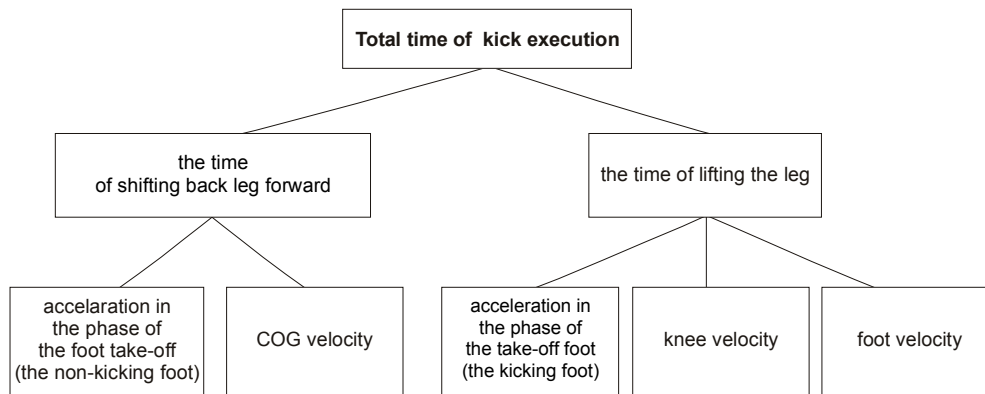 Total time of kick execution
the time
of shifting back leg forward
the time of lifting the leg
accelaration in
the phase of
the foot take-off
(the non-kicking foot)
COG velocity
acceleration in
the phase of
the take-off foot
(the kicking foot)
knee velocity
foot velocity